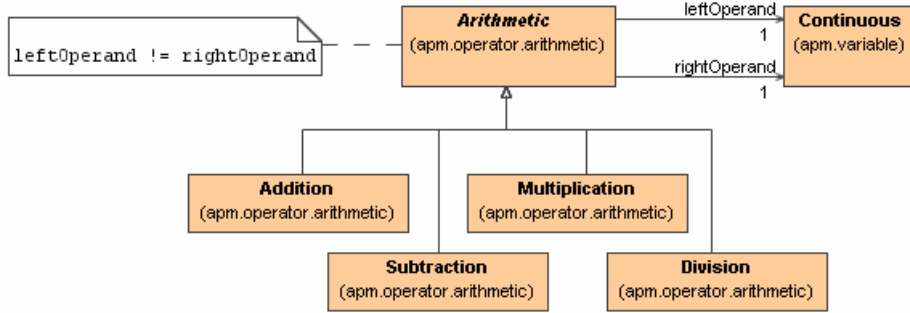 Arithmetic
(apm.operator.arithmetic)
leftOperand
1
Continuous
(apm.variable)
leftOperand != rightOperand
rightOperand
1
Addition
(apm.operator.arithmetic)
Multiplication
(apm.operator.arithmetic)
Subtraction
(apm.operator.arithmetic)
Division
(apm.operator.arithmetic)